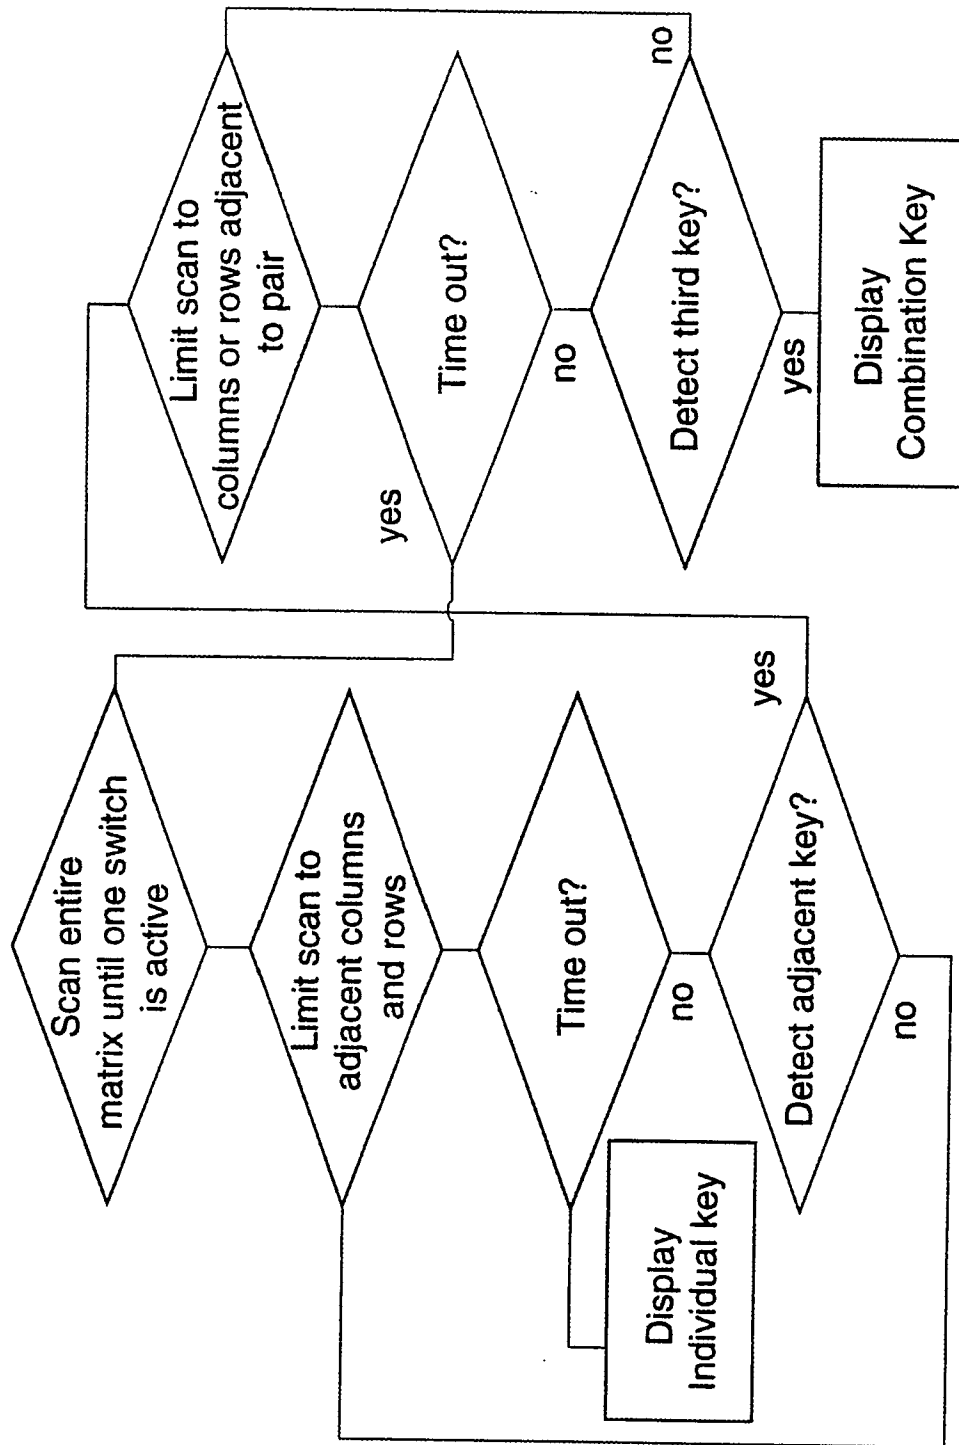 Scan entire
matrix until one switch
is active
Limit scan to
adjacent columns
and rows
Time out?
no
Display
Individual key
Detect adjacent key?
yes
no
Limit scan to
columns or rows adjacent
to pair
Time out?
yes
no
Detect third key?
no
yes
Display
Combination Key